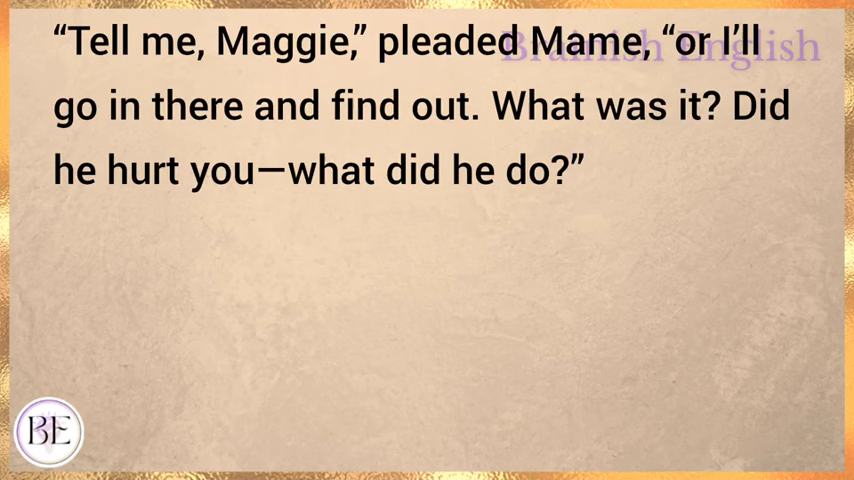 Brainish English
“Tell me, Maggie,” pleaded Mame, “or I’ll
go in there and find out. What was it? Did
he hurt you—what did he do?”
BE